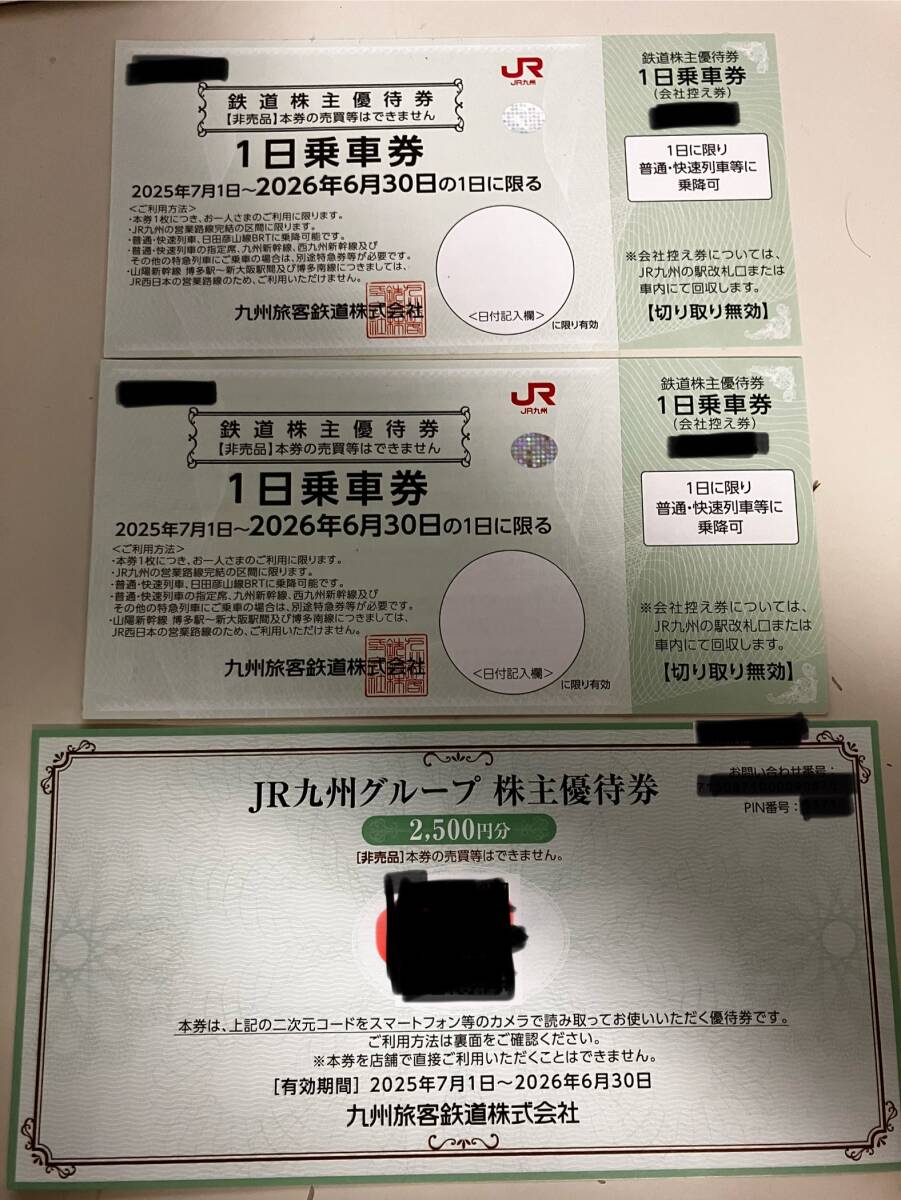 JR
JR九州
鉄道株主優待券
【非売品】本券の売買等はできません
1日乗車券
2025年7月1日～2026年6月30日の1日に限る
＜ご利用方法＞
・本券1枚につき、お一人さまのご利用に限ります。
・JR九州の営業路線完結の区間に限ります。
・普通・快速列車、日田彦山線BRTに乗降可能です。
・普通・快速列車の指定席、九州新幹線、西九州新幹線及び
その他の特急列車にご乗車の場合は、別途特急券等が必要です。
・山陽新幹線 博多駅～新大阪駅間及び博多南線につきましては、
JR西日本の営業路線のため、ご利用いただけません。
九州旅客鉄道株式会社
＜日付記入欄＞
に限り有効
鉄道株主優待券
1日乗車券
（会社控え券）
1日に限り
普通・快速列車等に
乗降可
※会社控え券については、
JR九州の駅改札口または
車内にて回収します。
【切り取り無効】
JR
JR九州
鉄道株主優待券
【非売品】本券の売買等はできません
1日乗車券
2025年7月1日～2026年6月30日の1日に限る
＜ご利用方法＞
・本券1枚につき、お一人さまのご利用に限ります。
・JR九州の営業路線完結の区間に限ります。
・普通・快速列車、日田彦山線BRTに乗降可能です。
・普通・快速列車の指定席、九州新幹線、西九州新幹線及び
その他の特急列車にご乗車の場合は、別途特急券等が必要です。
・山陽新幹線 博多駅～新大阪駅間及び博多南線につきましては、
JR西日本の営業路線のため、ご利用いただけません。
九州旅客鉄道株式会社
＜日付記入欄＞
に限り有効
鉄道株主優待券
1日乗車券
（会社控え券）
1日に限り
普通・快速列車等に
乗降可
※会社控え券については、
JR九州の駅改札口または
車内にて回収します。
【切り取り無効】
お問い合わせ番号：
PIN番号：
JR九州グループ 株主優待券
2,500円分
［非売品］本券の売買等はできません。
本券は、上記の二次元コードをスマートフォン等のカメラで読み取ってお使いいただく優待券です。
ご利用方法は裏面をご確認ください。
※本券を店舗で直接ご利用いただくことはできません。
［有効期間］ 2025年7月1日～2026年6月30日
九州旅客鉄道株式会社